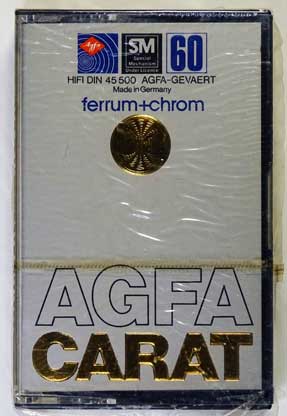 Agfa
SM
Special
Mechanism
Under Licence
60
HIFI DIN 45 500 AGFA-GEVAERT
Made in Germany
ferrum+chrom
AGFA
CARAT